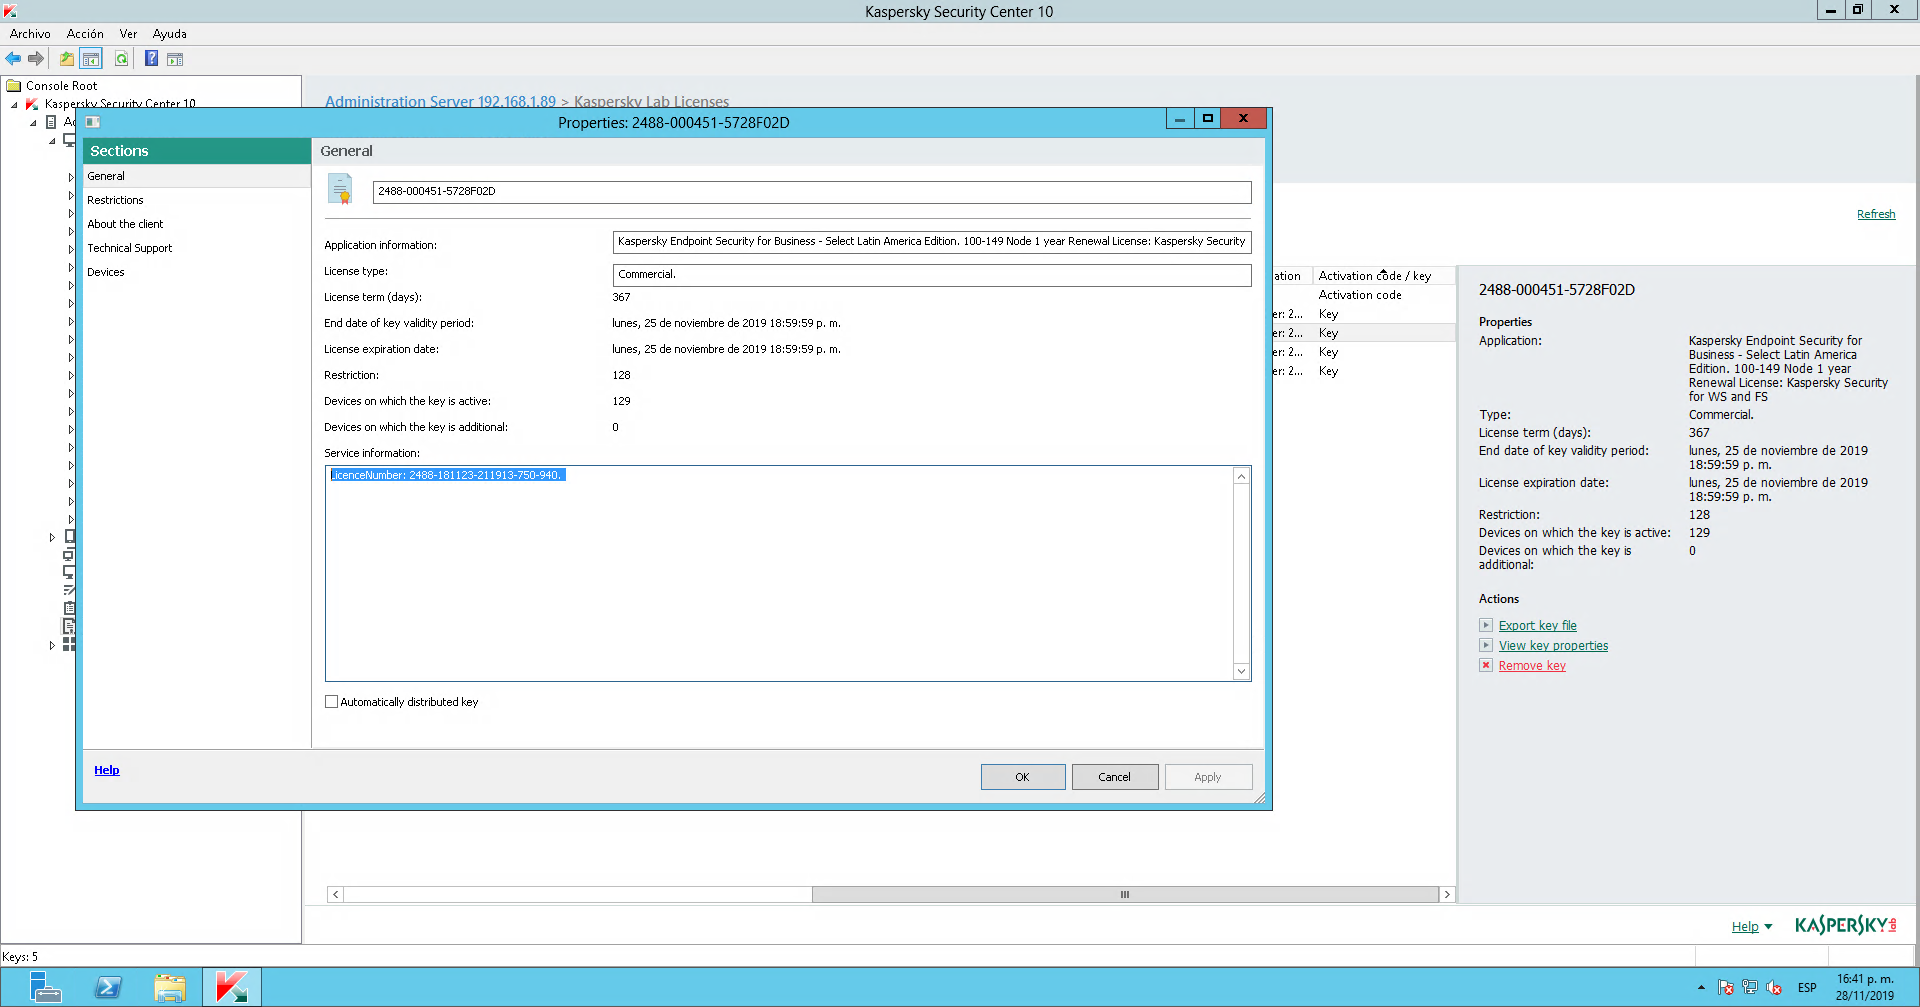 Kaspersky Security Center 10
Archivo Acción Ver Ayuda
Console Root
Kaspersky Security Center 10
Administration Server 192.168.1.89 > Kaspersky Lab Licenses
Properties: 2488-000451-5728F02D
Sections
General
Restrictions
About the client
Technical Support
Devices
General
2488-000451-5728F02D
Application information: Kaspersky Endpoint Security for Business - Select Latin America Edition. 100-149 Node 1 year Renewal License: Kaspersky Security
License type: Commercial.
License term (days): 367
End date of key validity period: lunes, 25 de noviembre de 2019 18:59:59 p. m.
License expiration date: lunes, 25 de noviembre de 2019 18:59:59 p. m.
Restriction: 128
Devices on which the key is active: 129
Devices on which the key is additional: 0
Service information:
LicenceNumber: 2488-181123-211913-750-940.
Automatically distributed key
Help
OK Cancel Apply
Refresh
ation Activation code / key
Activation code
er: 2... Key
er: 2... Key
er: 2... Key
er: 2... Key
2488-000451-5728F02D
Properties
Application: Kaspersky Endpoint Security for
Business - Select Latin America
Edition. 100-149 Node 1 year
Renewal License: Kaspersky Security
for WS and FS
Type: Commercial.
License term (days): 367
End date of key validity period: lunes, 25 de noviembre de 2019
18:59:59 p. m.
License expiration date: lunes, 25 de noviembre de 2019
18:59:59 p. m.
Restriction: 128
Devices on which the key is active: 129
Devices on which the key is 0
additional:
Actions
Export key file
View key properties
Remove key
Help
KASPERSKY lab
Keys: 5
ESP
16:41 p. m.
28/11/2019